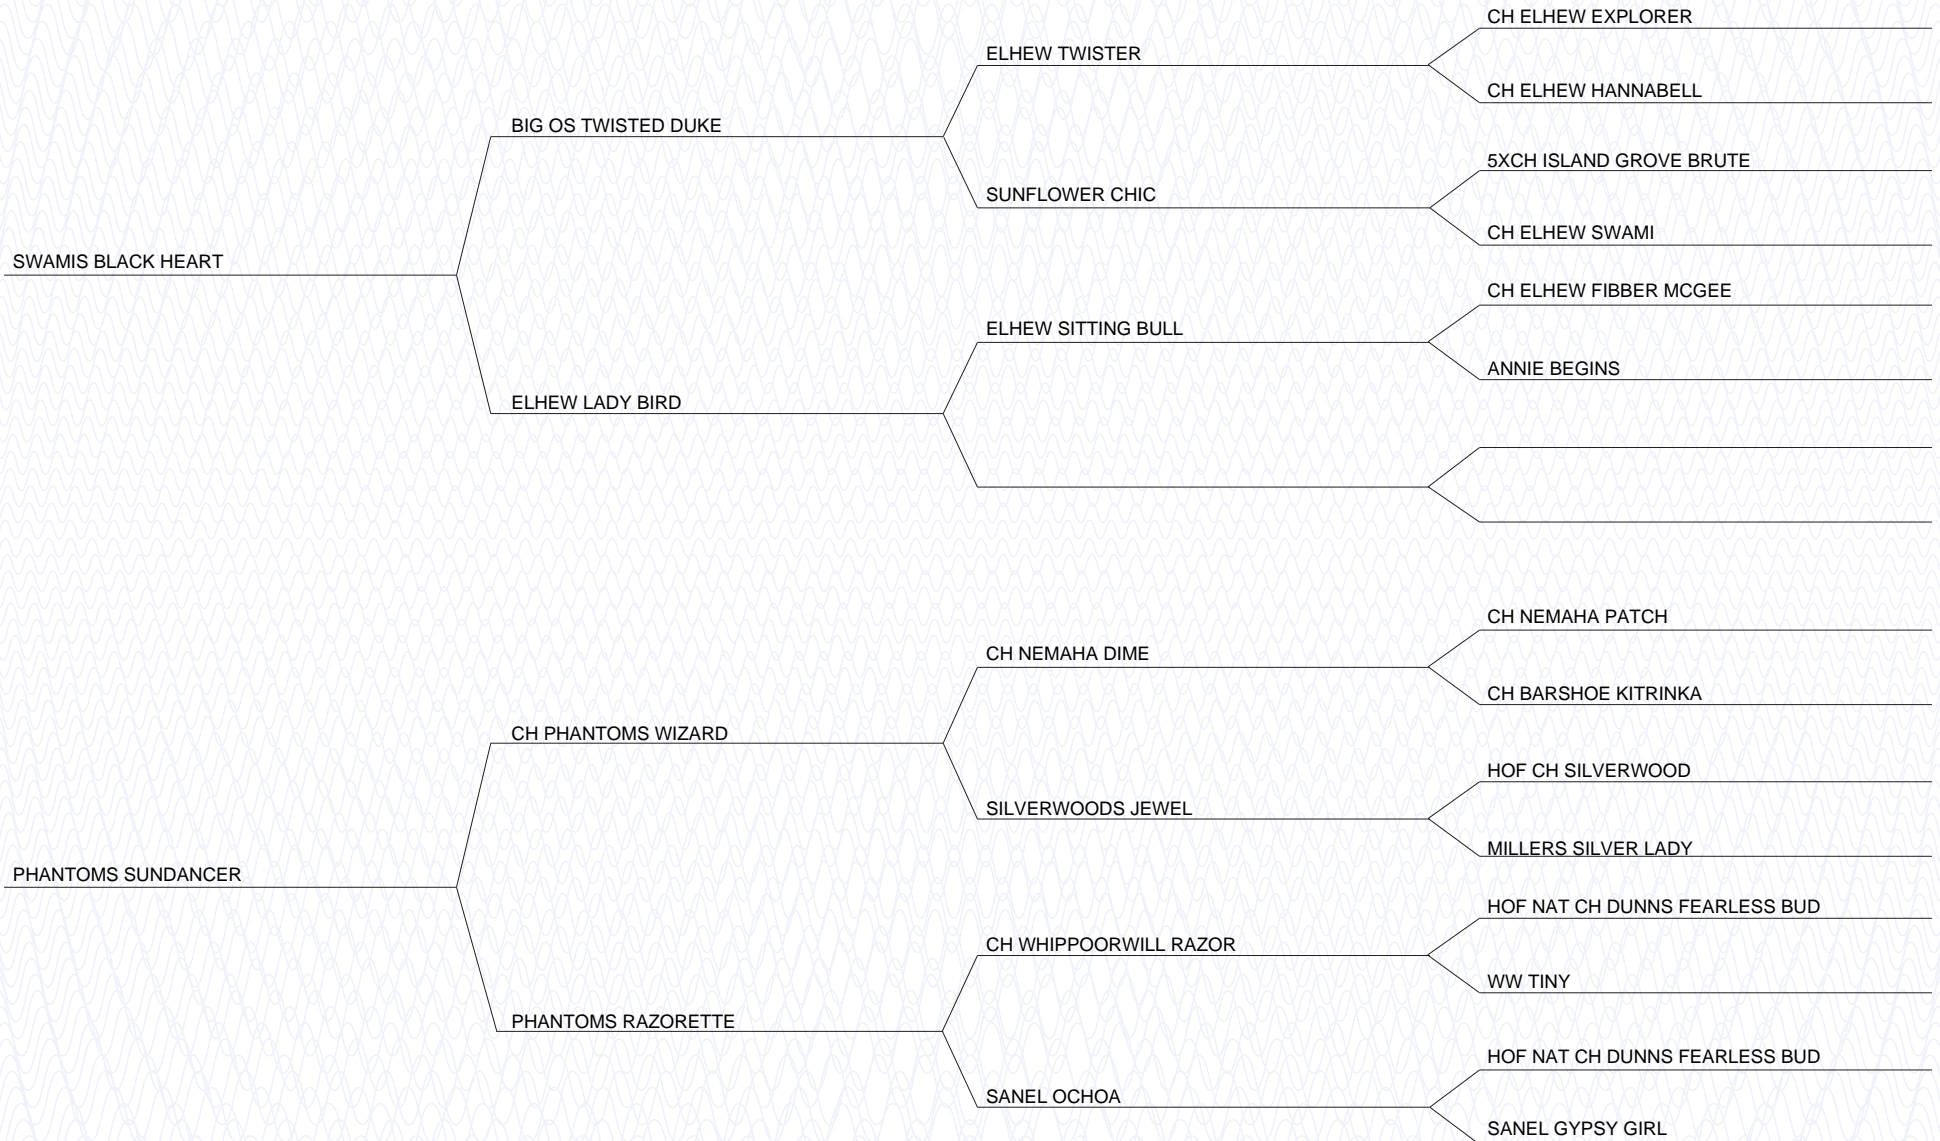 CH ELHEW EXPLORER
ELHEW TWISTER
CH ELHEW HANNABELL
BIG OS TWISTED DUKE
5XCH ISLAND GROVE BRUTE
SUNFLOWER CHIC
CH ELHEW SWAMI
SWAMIS BLACK HEART
CH ELHEW FIBBER MCGEE
ELHEW SITTING BULL
ANNIE BEGINS
ELHEW LADY BIRD
CH NEMAHA PATCH
CH NEMAHA DIME
CH BARSHOE KITRINKA
CH PHANTOMS WIZARD
HOF CH SILVERWOOD
SILVERWOODS JEWEL
MILLERS SILVER LADY
PHANTOMS SUNDANCER
HOF NAT CH DUNNS FEARLESS BUD
CH WHIPPOORWILL RAZOR
WW TINY
PHANTOMS RAZORETTE
HOF NAT CH DUNNS FEARLESS BUD
SANEL OCHOA
SANEL GYPSY GIRL